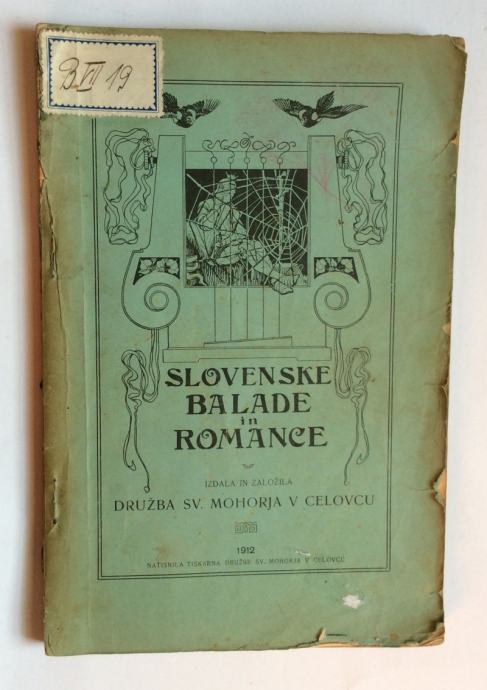 B VII 19
SLOVENSKE
BALADE
in
ROMANCE
IZDALA IN ZALOŽILA
DRUŽBA SV. MOHORJA V CELOVCU
1912
NATISNILA TISKARNA DRUŽBE SV. MOHORJA V CELOVCU